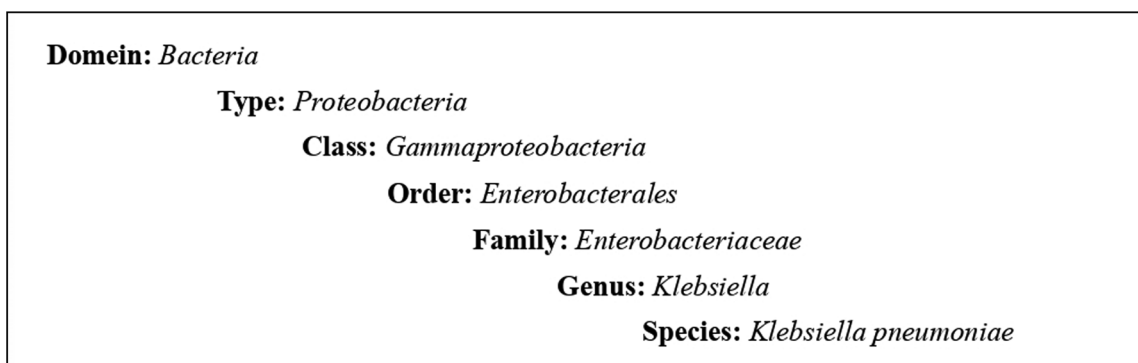 Domein: Bacteria
Type: Proteobacteria
Class: Gammaproteobacteria
Order: Enterobacterales
Family: Enterobacteriaceae
Genus: Klebsiella
Species: Klebsiella pneumoniae